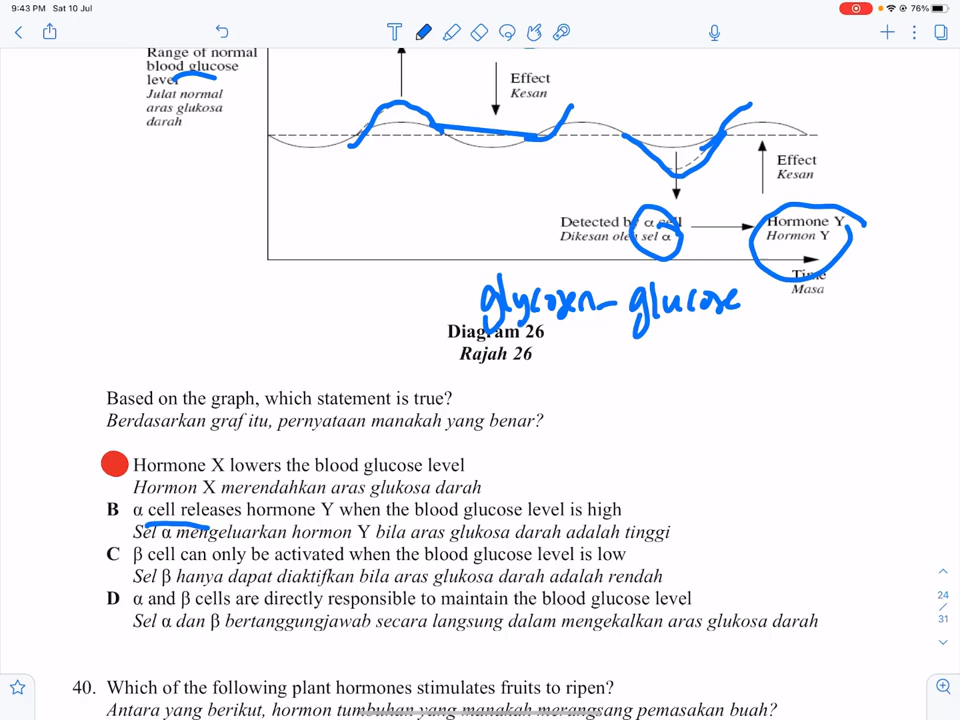 9:43 PM Sat 10 Jul
76%
Range of normal
blood glucose
level
Julat normal
aras glukosa
darah
Effect
Kesan
Effect
Kesan
Detected by α cell
Dikesan oleh sel α
Hormone Y
Hormon Y
Time
Masa
glycogen - glucose
Diagram 26
Rajah 26
Based on the graph, which statement is true?
Berdasarkan graf itu, pernyataan manakah yang benar?
Hormone X lowers the blood glucose level
Hormon X merendahkan aras glukosa darah
B α cell releases hormone Y when the blood glucose level is high
Sel α mengeluarkan hormon Y bila aras glukosa darah adalah tinggi
C β cell can only be activated when the blood glucose level is low
Sel β hanya dapat diaktifkan bila aras glukosa darah adalah rendah
D α and β cells are directly responsible to maintain the blood glucose level
Sel α dan β bertanggungjawab secara langsung dalam mengekalkan aras glukosa darah
24
/
31
40. Which of the following plant hormones stimulates fruits to ripen?
Antara yang berikut, hormon tumbuhan yang manakah merangsang pemasakan buah?